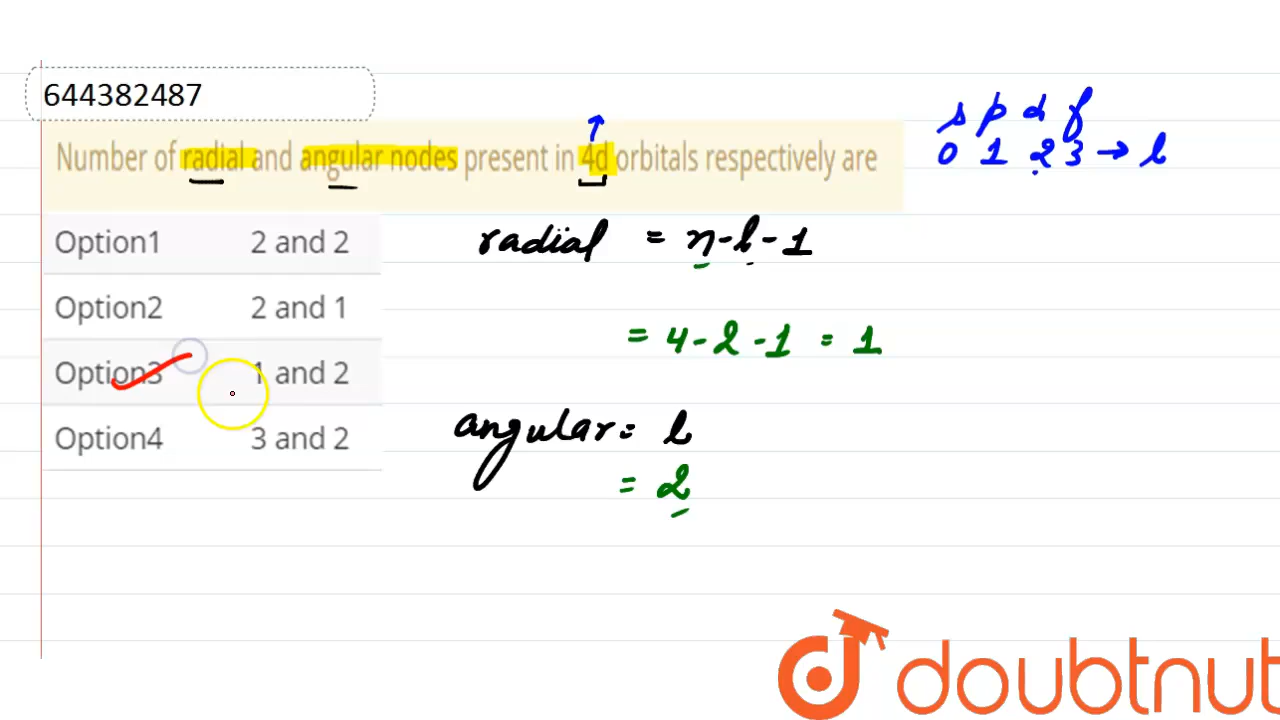 644382487
s p d f
0 1 2 3 → l
Number of radial and angular nodes present in 4d orbitals respectively are
Option1 2 and 2
radial = n-l-1
Option2 2 and 1
= 4-2-1 = 1
Option3 1 and 2
angular = l
Option4 3 and 2
= 2
doubtnut